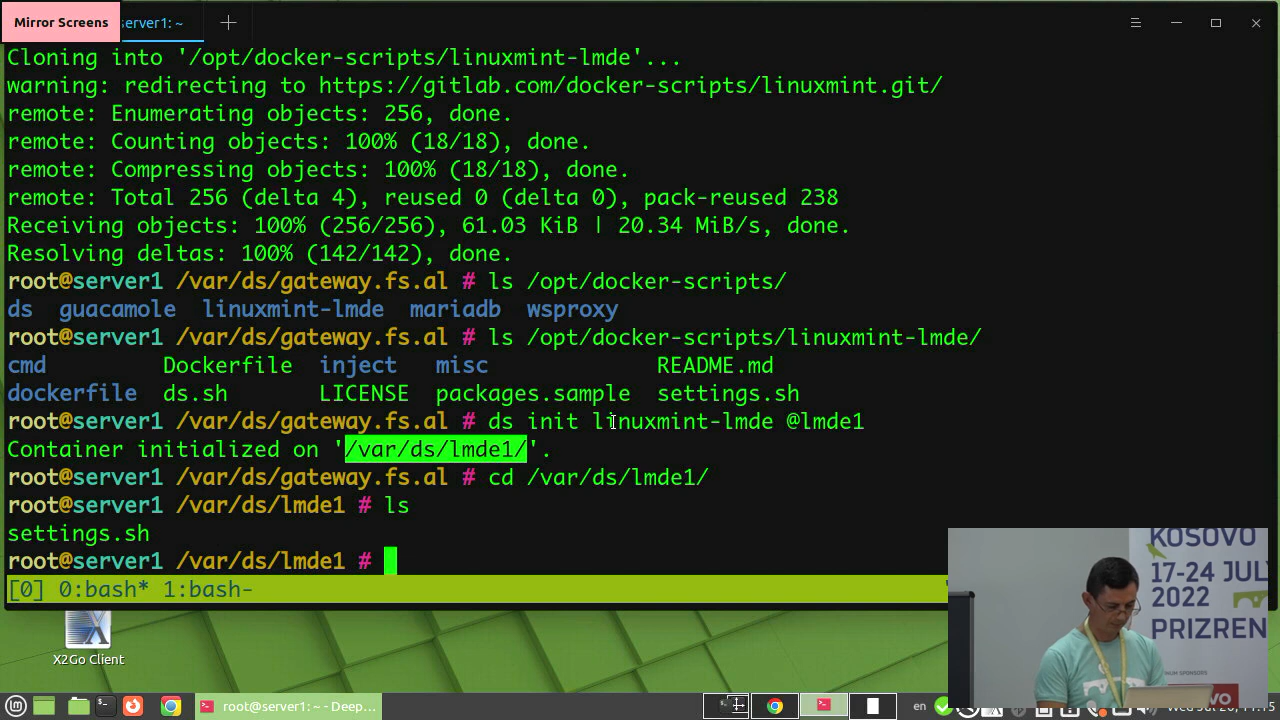 Mirror Screens
server1: ~
Cloning into '/opt/docker-scripts/linuxmint-lmde'...
warning: redirecting to https://gitlab.com/docker-scripts/linuxmint.git/
remote: Enumerating objects: 256, done.
remote: Counting objects: 100% (18/18), done.
remote: Compressing objects: 100% (18/18), done.
remote: Total 256 (delta 4), reused 0 (delta 0), pack-reused 238
Receiving objects: 100% (256/256), 61.03 KiB | 20.34 MiB/s, done.
Resolving deltas: 100% (142/142), done.
root@server1 /var/ds/gateway.fs.al # ls /opt/docker-scripts/
ds guacamole linuxmint-lmde mariadb wsproxy
root@server1 /var/ds/gateway.fs.al # ls /opt/docker-scripts/linuxmint-lmde/
cmd Dockerfile inject misc README.md
dockerfile ds.sh LICENSE packages.sample settings.sh
root@server1 /var/ds/gateway.fs.al # ds init linuxmint-lmde @lmde1
Container initialized on '/var/ds/lmde1/'.
root@server1 /var/ds/gateway.fs.al # cd /var/ds/lmde1/
root@server1 /var/ds/lmde1 # ls
settings.sh
root@server1 /var/ds/lmde1 #
[0] 0:bash* 1:bash-
KOSOVO
17-24 JUL
2022
PRIZREN
X2Go Client
root@server1: ~ - Deep...
en